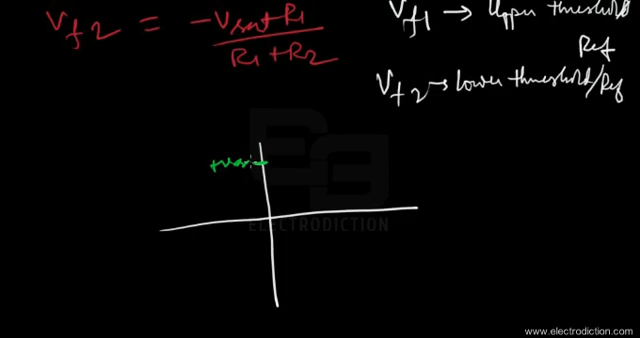 Vf2 = -Vsat R1 / R1+R2
Vf1 → Upper threshold
Ref
Vf2 → Lower threshold/Ref
+Vsat
ELECTRODICTION
www.electrodiction.com